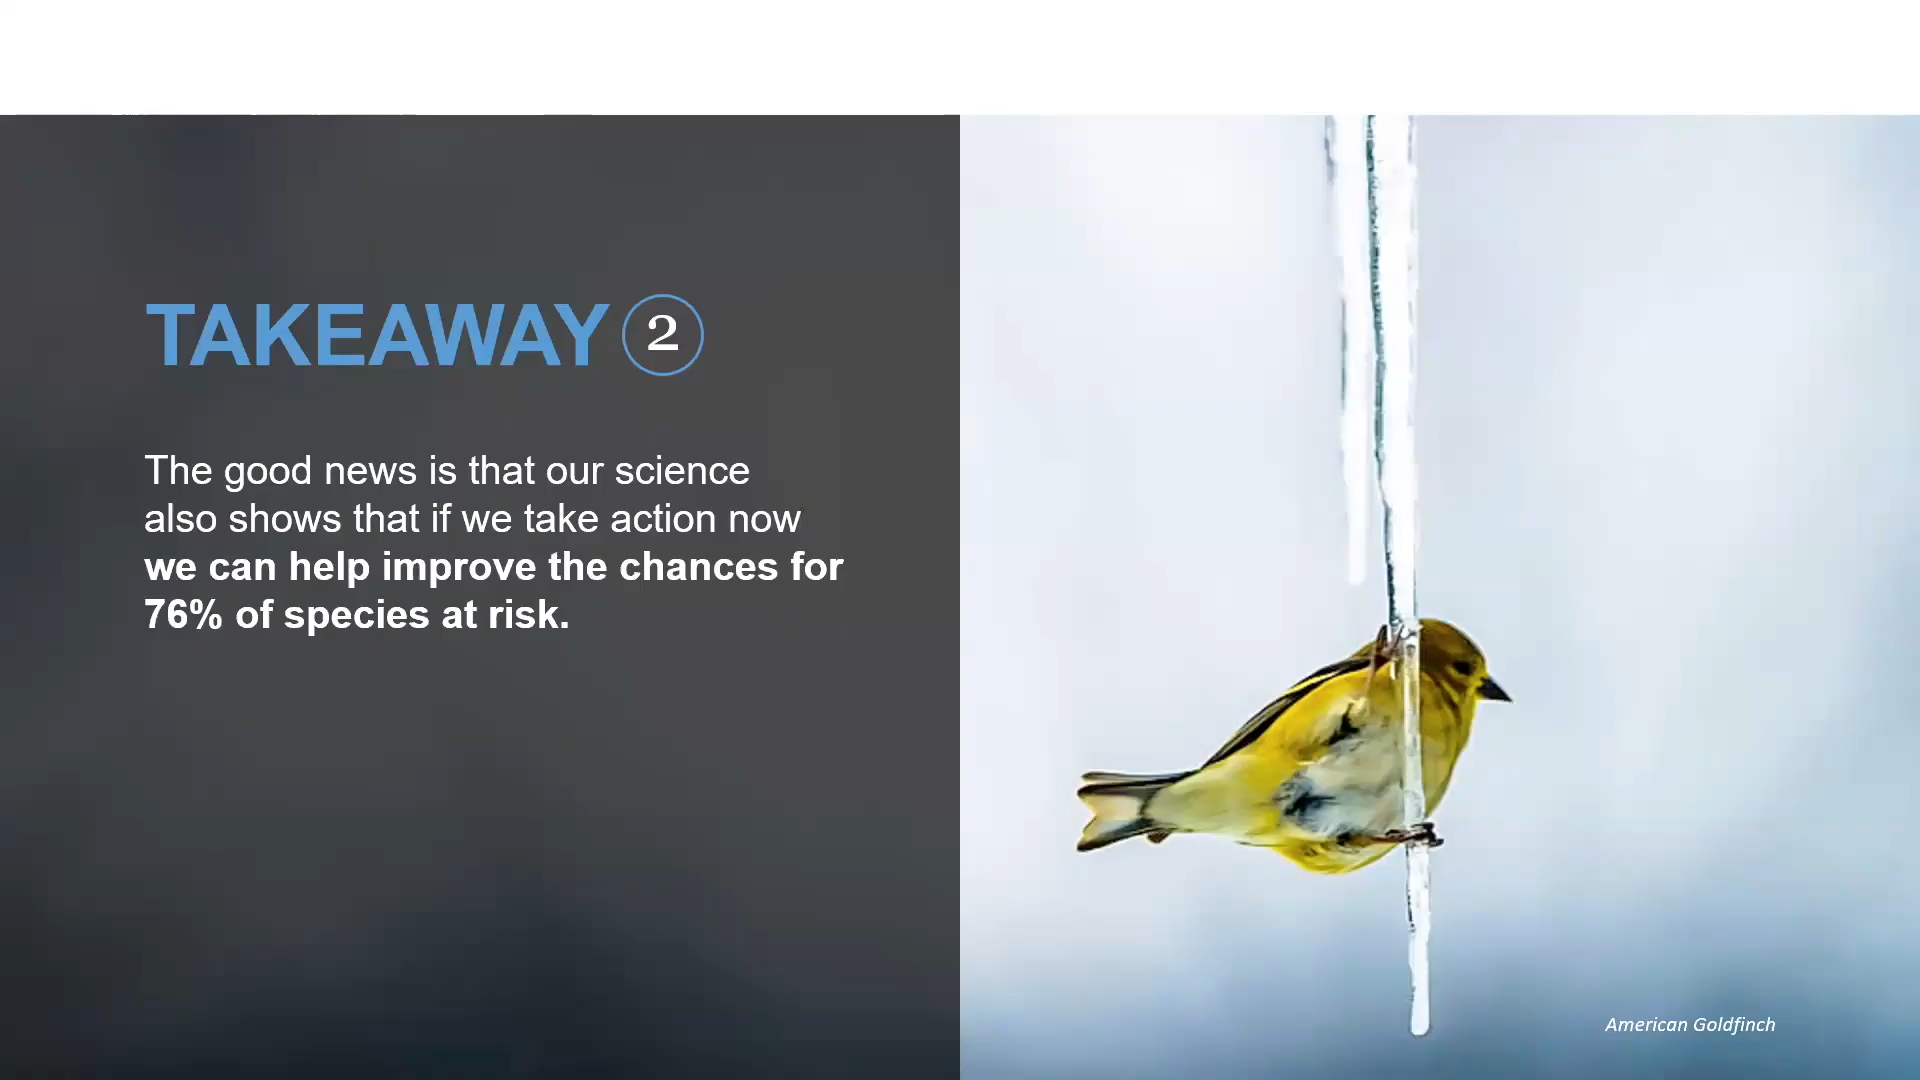 TAKEAWAY 2
The good news is that our science
also shows that if we take action now
we can help improve the chances for
76% of species at risk.
American Goldfinch